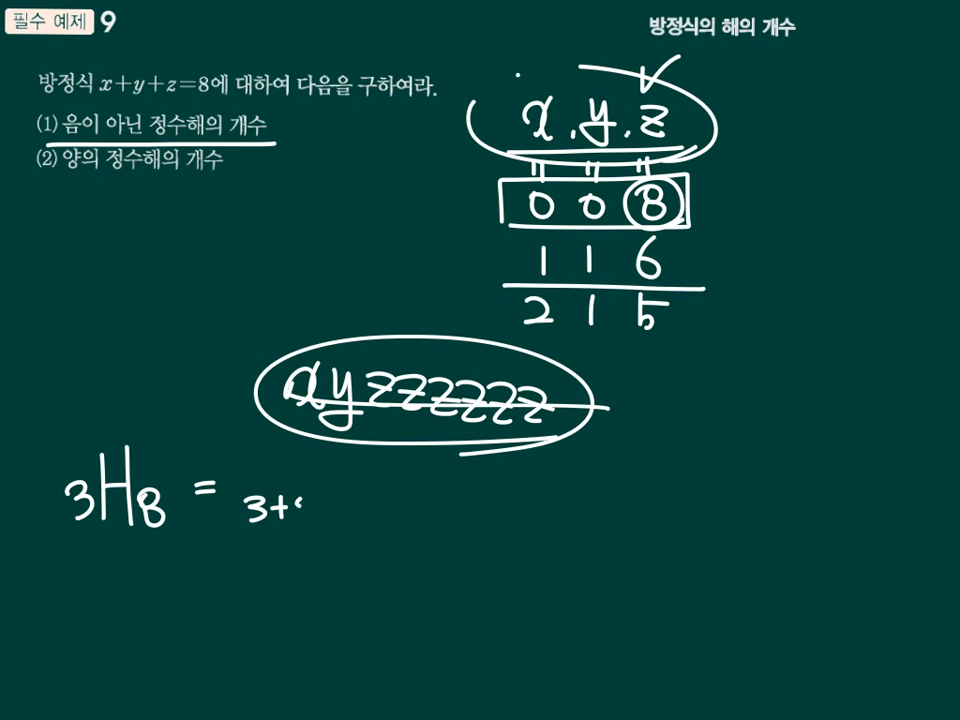 필수 예제 9
방정식의 해의 개수
방정식 x+y+z=8에 대하여 다음을 구하여라.
(1) 음이 아닌 정수해의 개수
(2) 양의 정수해의 개수
x , y , z
= = =
0 0 8
1 1 6
2 1 5
xyzzzzzz
3H8 = 3+